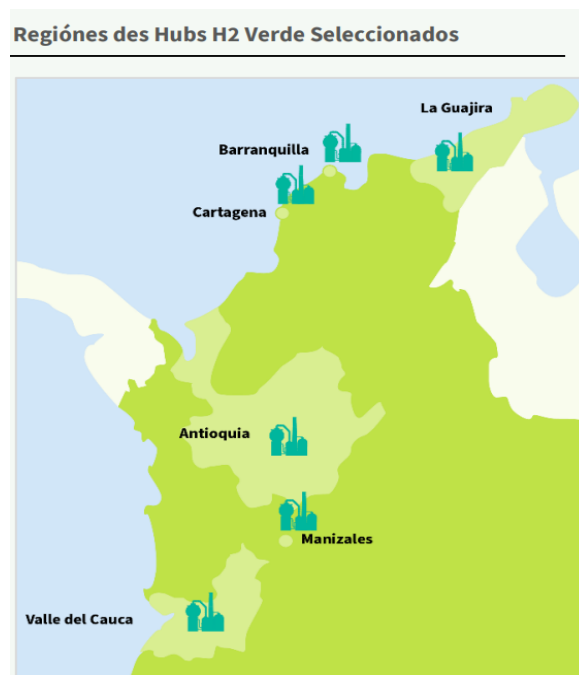 Regiónes des Hubs H2 Verde Seleccionados
La Guajira
Barranquilla
Cartagena
Antioquia
Manizales
Valle del Cauca